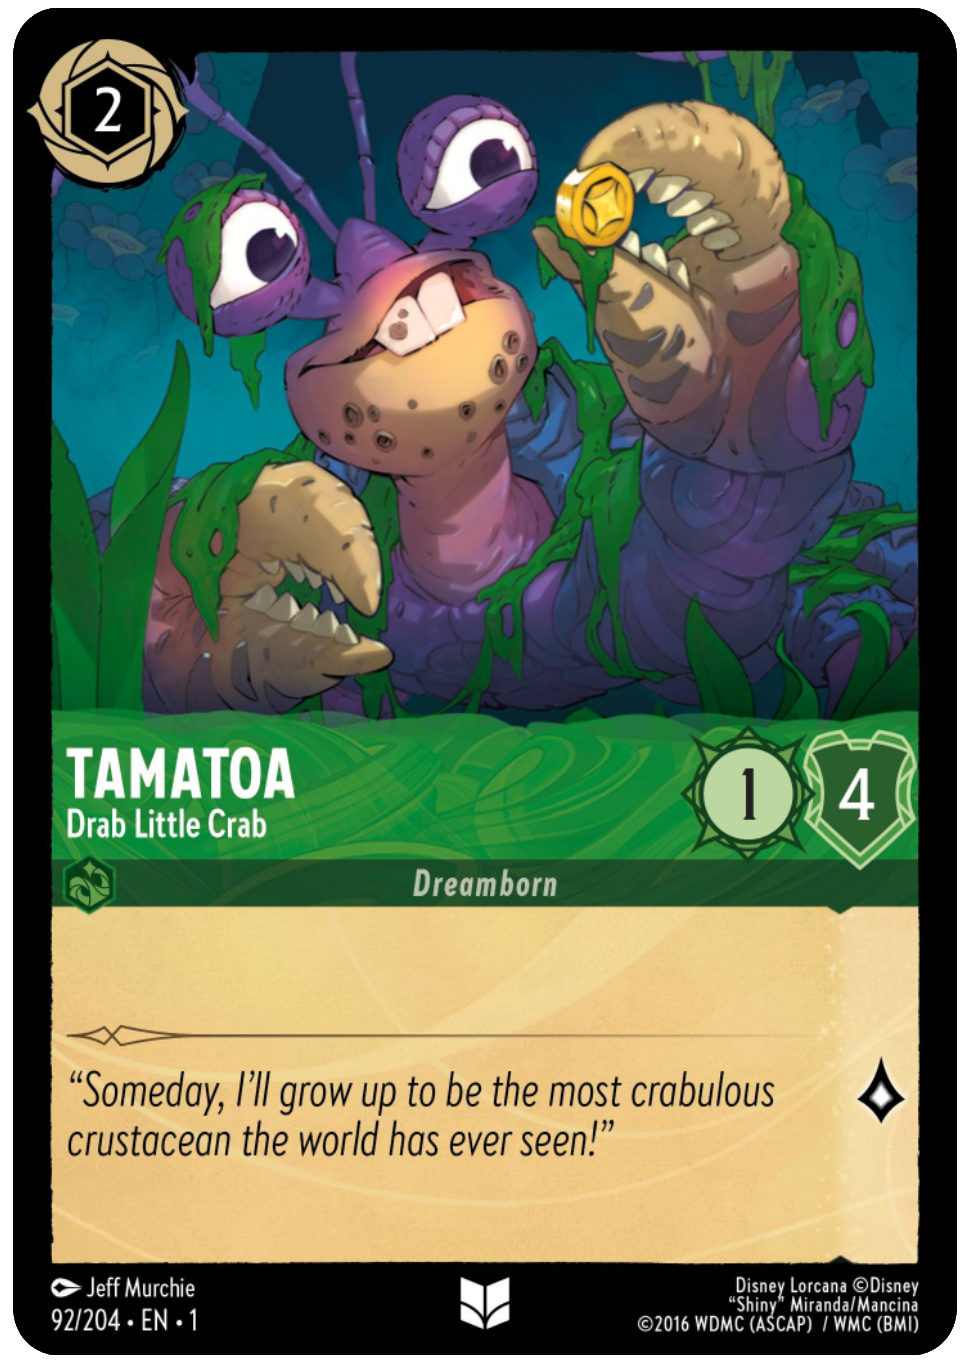 2
TAMATOA
Drab Little Crab
1
4
Dreamborn
“Someday, I’ll grow up to be the most crabulous
crustacean the world has ever seen!”
Jeff Murchie
92/204 • EN • 1
Disney Lorcana ©Disney
“Shiny” Miranda/Mancina
©2016 WDMC (ASCAP) / WMC (BMI)